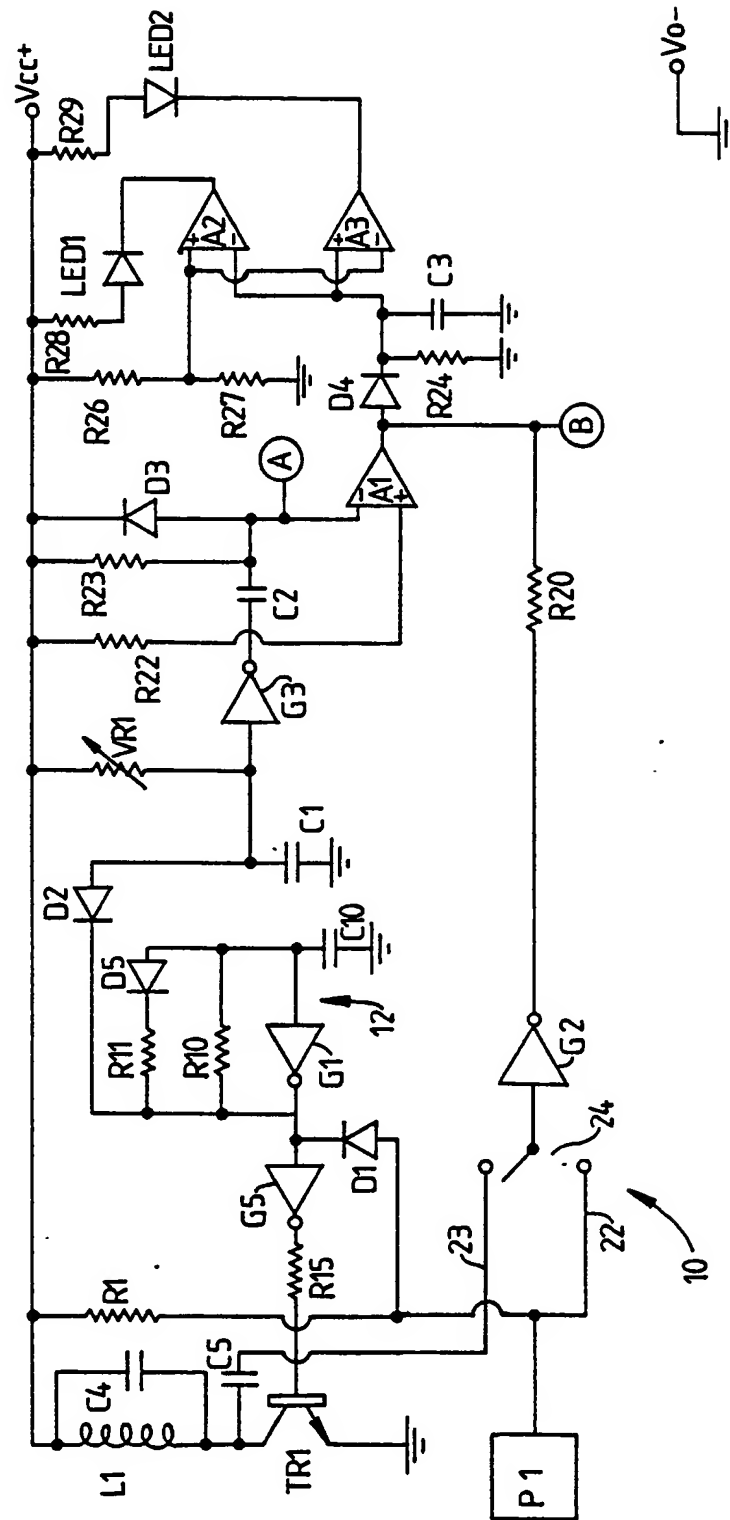 Vcc+
R29
LED2
LED1
R28
A2
+
−
A3
+
−
R26
R27
C3
R24
D4
D3
A
R23
C2
R22
A1
−
+
B
G3
VR1
C1
D2
D5
C10
R11
R10
G1
12
G5
D1
R15
R1
C4
L1
C5
TR1
R20
G2
24
23
22
10
P1
Vo-